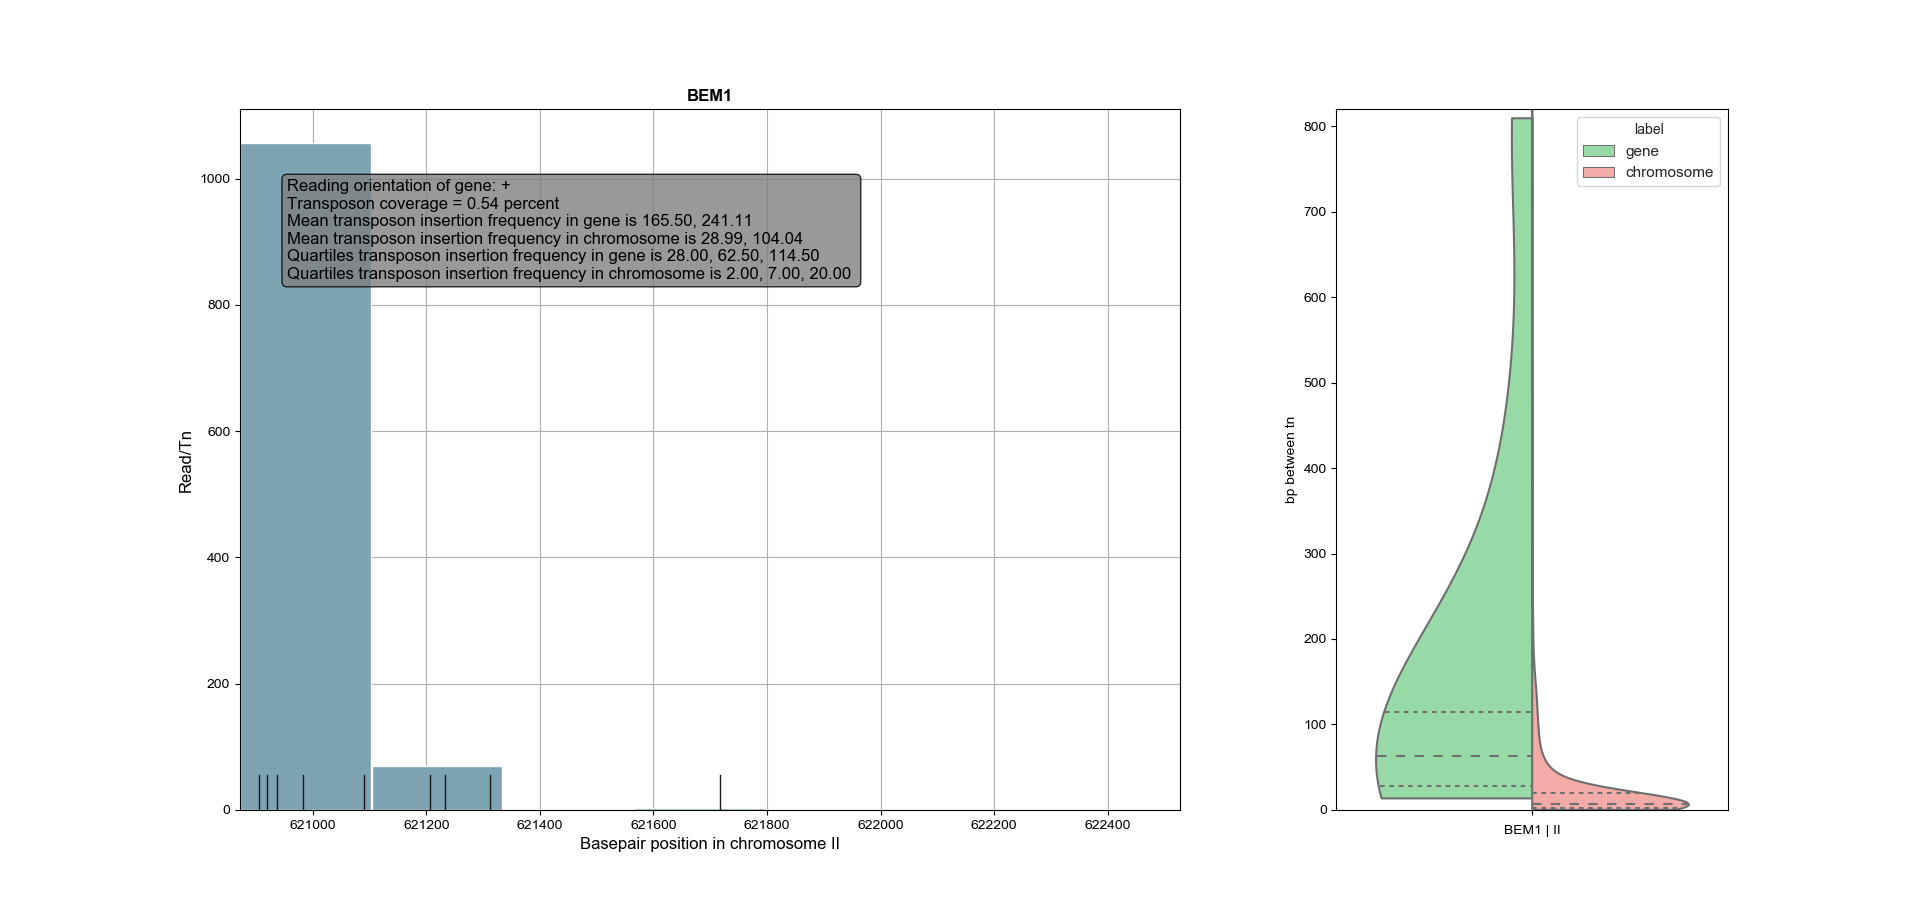 BEM1
1000
800
600
400
200
0
Read/Tn
Reading orientation of gene: +
Transposon coverage = 0.54 percent
Mean transposon insertion frequency in gene is 165.50, 241.11
Mean transposon insertion frequency in chromosome is 28.99, 104.04
Quartiles transposon insertion frequency in gene is 28.00, 62.50, 114.50
Quartiles transposon insertion frequency in chromosome is 2.00, 7.00, 20.00
621000 621200 621400 621600 621800 622000 622200 622400
Basepair position in chromosome II
800
700
600
500
400
300
200
100
0
bp between tn
label
gene
chromosome
BEM1 | II